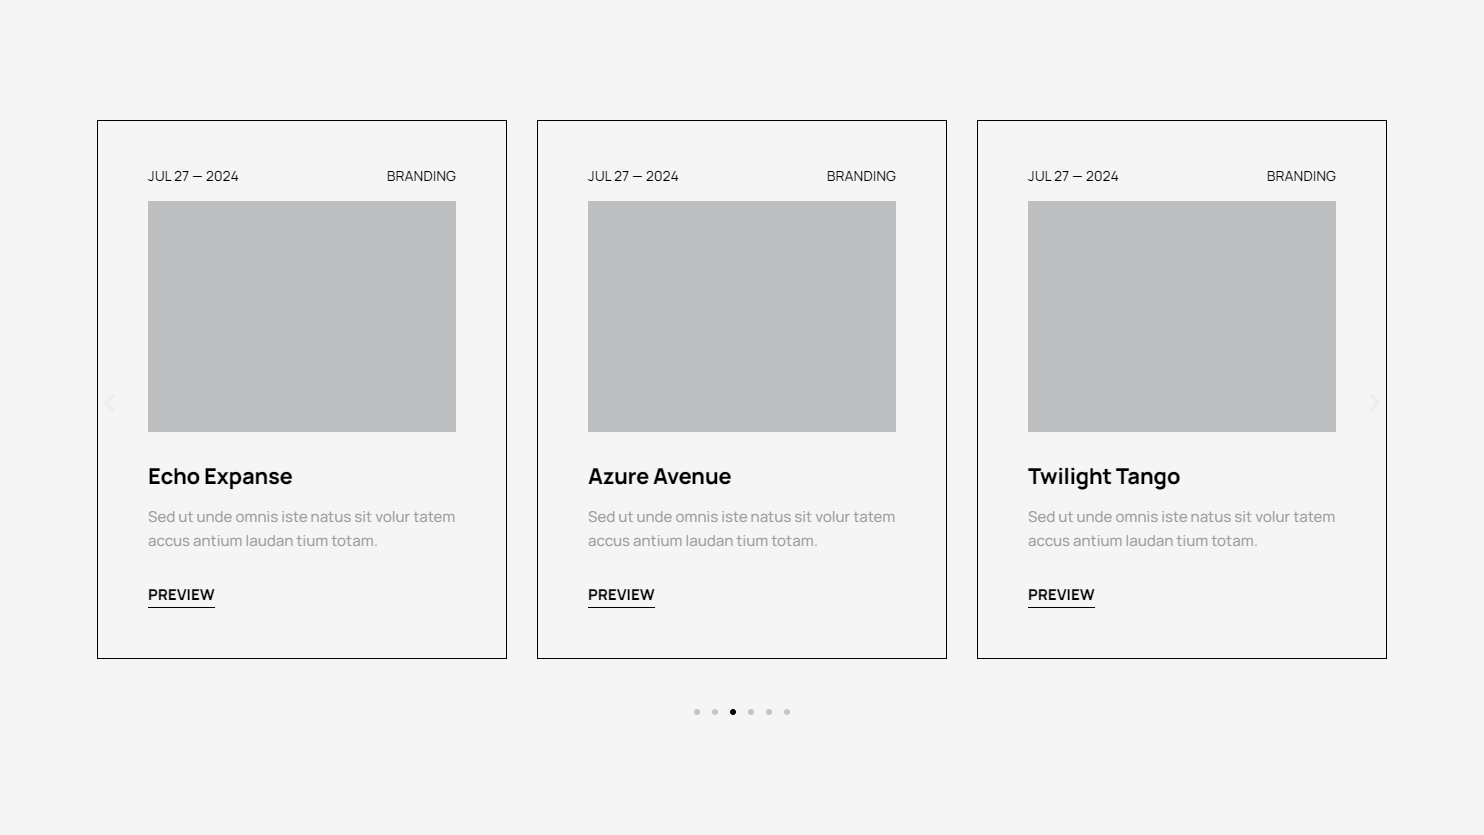 JUL 27 — 2024 BRANDING
Echo Expanse
Sed ut unde omnis iste natus sit volur tatem
accus antium laudan tium totam.
PREVIEW
JUL 27 — 2024 BRANDING
Azure Avenue
Sed ut unde omnis iste natus sit volur tatem
accus antium laudan tium totam.
PREVIEW
JUL 27 — 2024 BRANDING
Twilight Tango
Sed ut unde omnis iste natus sit volur tatem
accus antium laudan tium totam.
PREVIEW